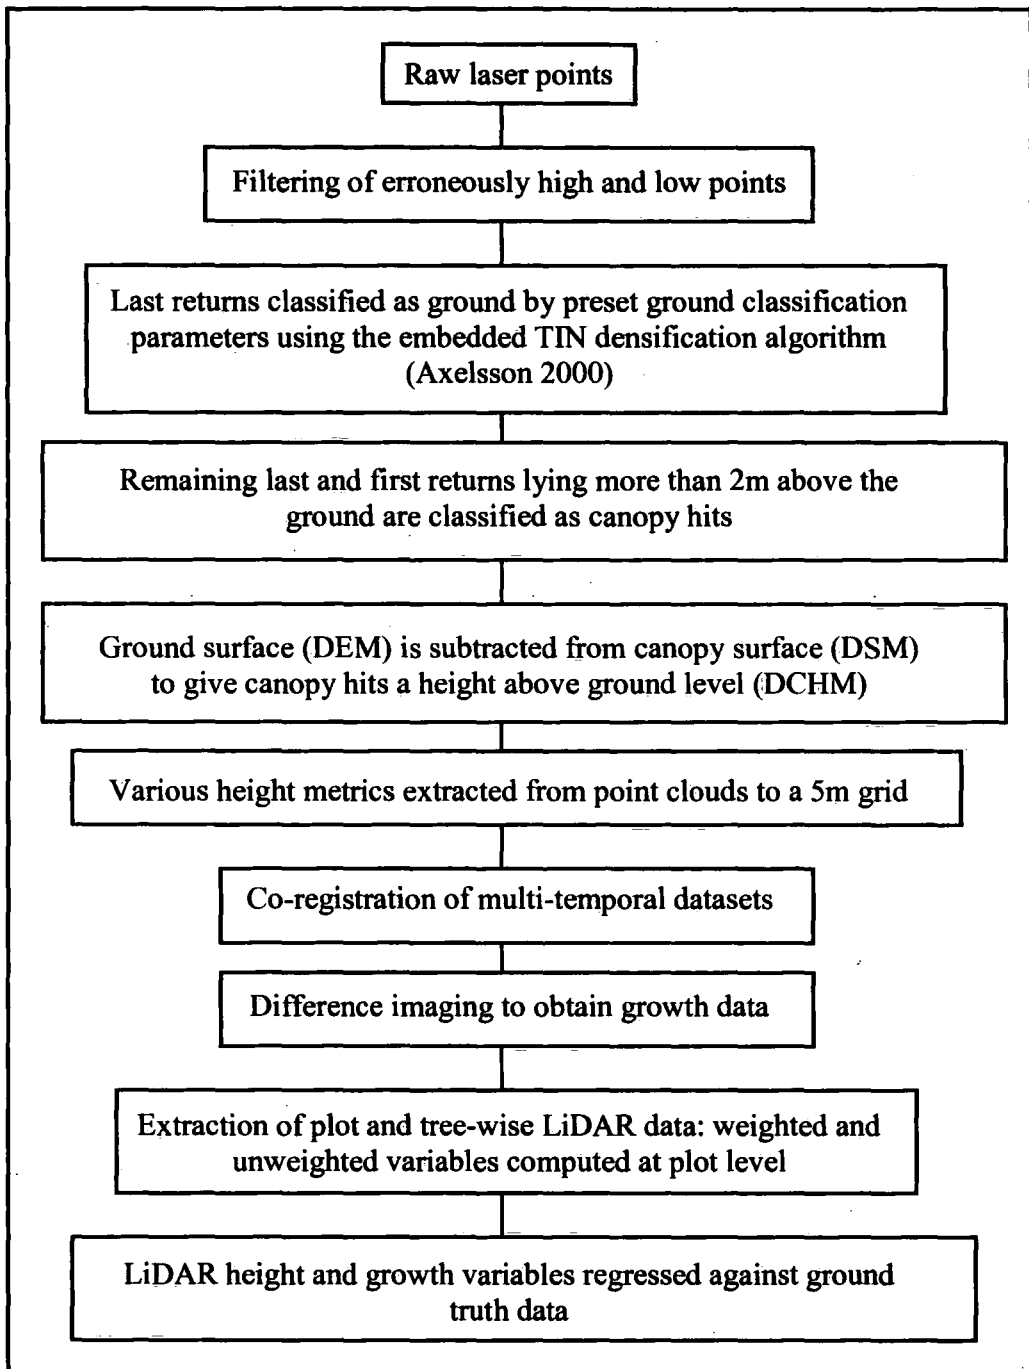 Raw laser points
Filtering of erroneously high and low points
Last returns classified as ground by preset ground classification
parameters using the embedded TIN densification algorithm
(Axelsson 2000)
Remaining last and first returns lying more than 2m above the
ground are classified as canopy hits
Ground surface (DEM) is subtracted from canopy surface (DSM)
to give canopy hits a height above ground level (DCHM)
Various height metrics extracted from point clouds to a 5m grid
Co-registration of multi-temporal datasets
Difference imaging to obtain growth data
Extraction of plot and tree-wise LiDAR data: weighted and
unweighted variables computed at plot level
LiDAR height and growth variables regressed against ground
truth data